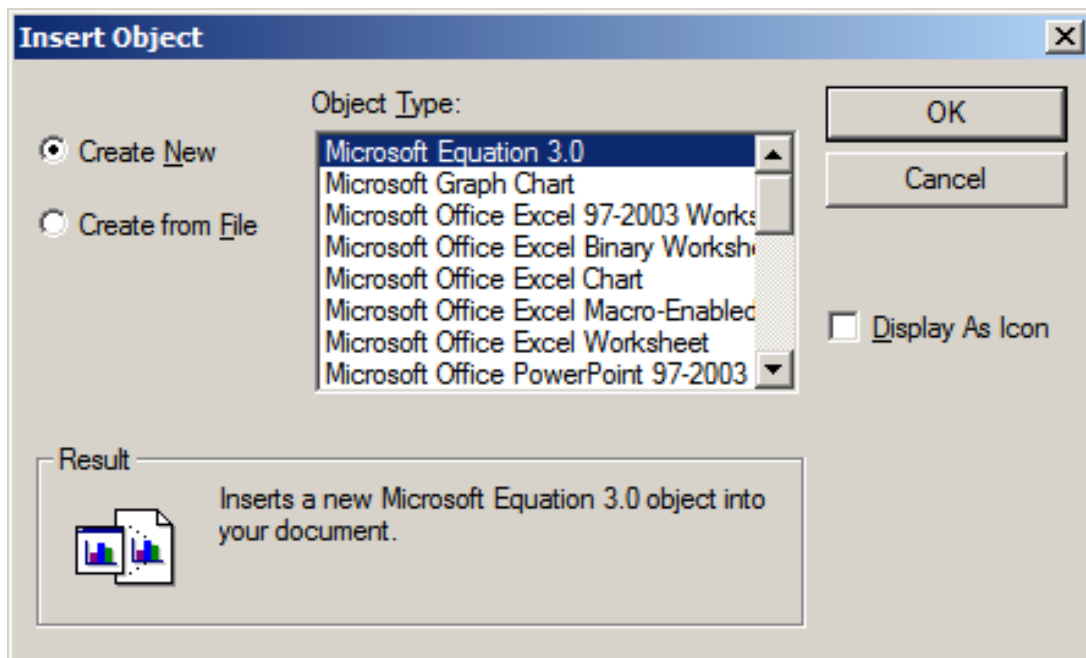 Insert Object
Object Type:
Create New
Create from File
Microsoft Equation 3.0
Microsoft Graph Chart
Microsoft Office Excel 97-2003 Works
Microsoft Office Excel Binary Workshe
Microsoft Office Excel Chart
Microsoft Office Excel Macro-Enabled
Microsoft Office Excel Worksheet
Microsoft Office PowerPoint 97-2003
OK
Cancel
Display As Icon
Result
Inserts a new Microsoft Equation 3.0 object into
your document.